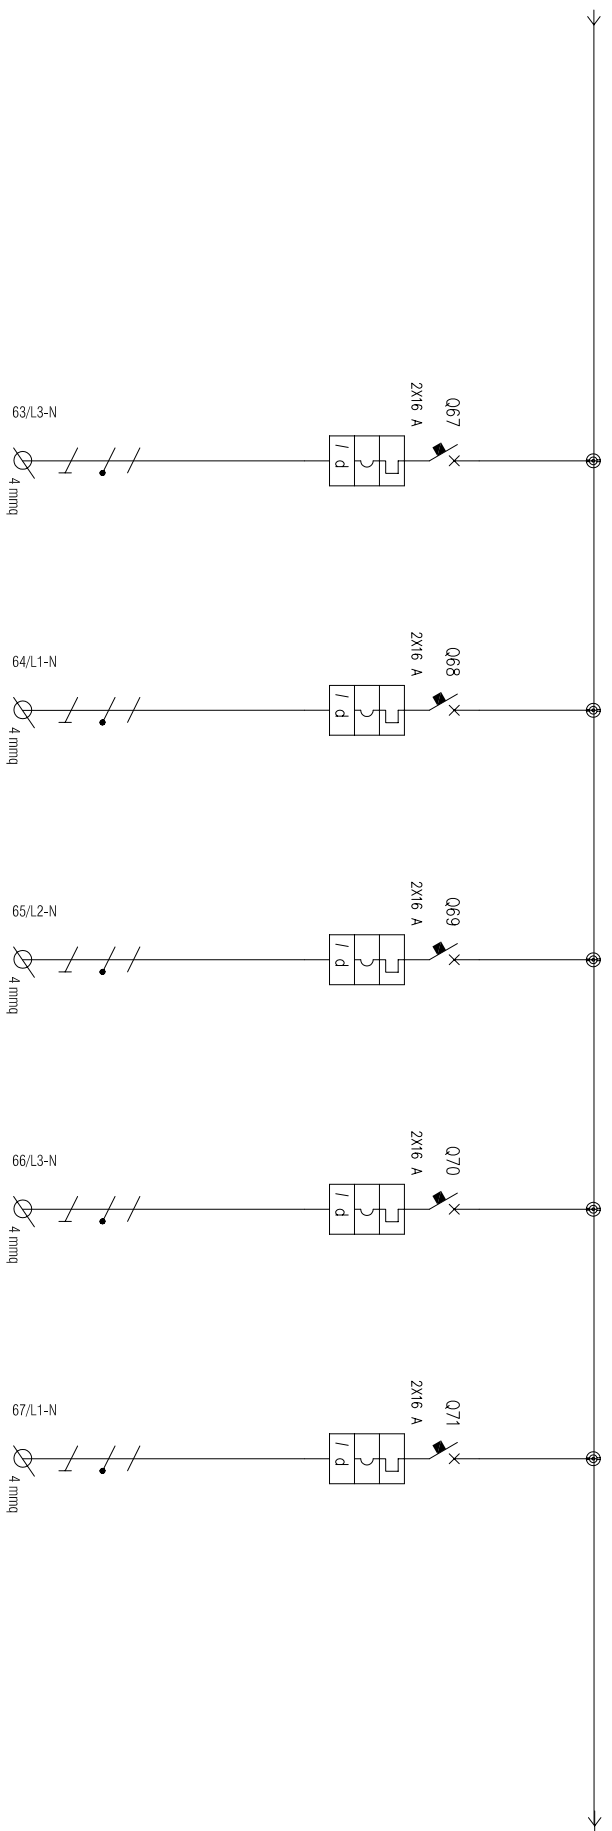 Q67
2X16 A
I d
63/L3-N
4 mmq
Q68
2X16 A
I d
64/L1-N
4 mmq
Q69
2X16 A
I d
65/L2-N
4 mmq
Q70
2X16 A
I d
66/L3-N
4 mmq
Q71
2X16 A
I d
67/L1-N
4 mmq